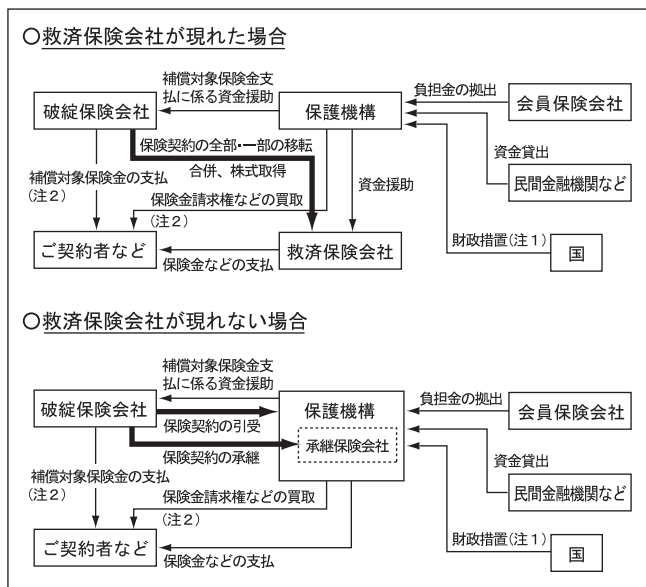 ○救済保険会社が現れた場合
補償対象保険金支
払に係る資金援助
負担金の拠出
破綻保険会社
保護機構
会員保険会社
保険契約の全部・一部の移転
合併、株式取得
資金貸出
補償対象保険金の支払
(注2)
保険金請求権などの買取
(注2)
資金援助
民間金融機関など
ご契約者など
保険金などの支払
救済保険会社
財政措置(注1)
国
○救済保険会社が現れない場合
補償対象保険金支
払に係る資金援助
負担金の拠出
破綻保険会社
保護機構
会員保険会社
保険契約の引受
承継保険会社
保険契約の承継
資金貸出
補償対象保険金の支払
(注2)
保険金請求権などの買取
(注2)
民間金融機関など
ご契約者など
保険金などの支払
財政措置(注1)
国